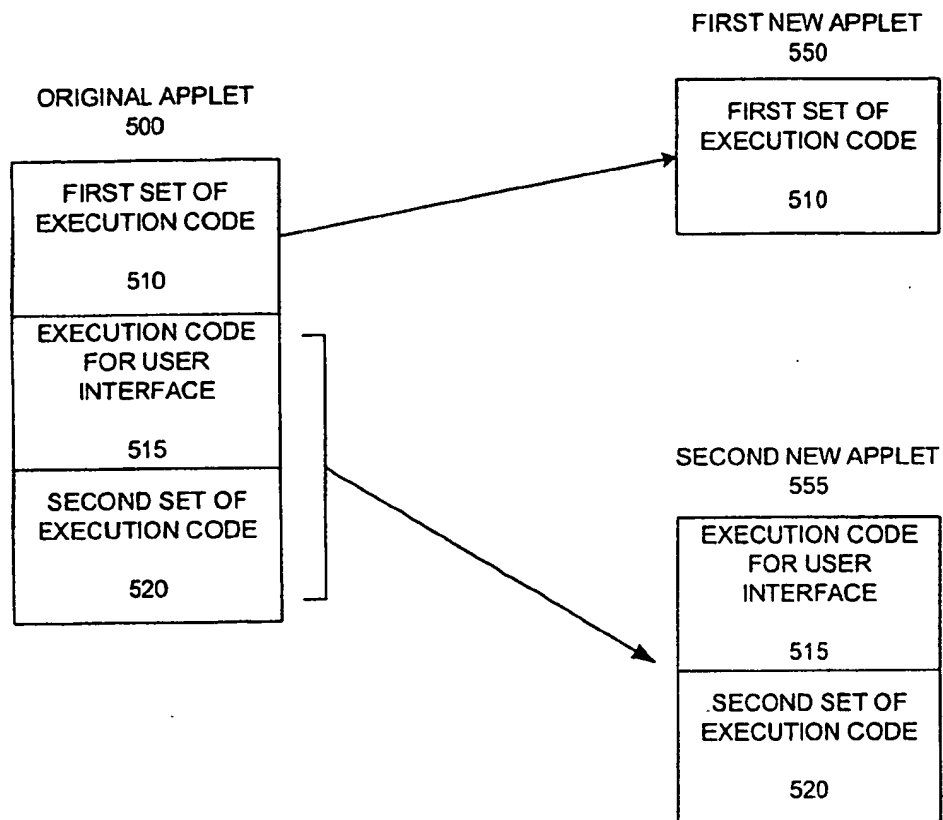 FIRST NEW APPLET
550
FIRST SET OF
EXECUTION CODE
510
ORIGINAL APPLET
500
FIRST SET OF
EXECUTION CODE
510
EXECUTION CODE
FOR USER
INTERFACE
515
SECOND SET OF
EXECUTION CODE
520
SECOND NEW APPLET
555
EXECUTION CODE
FOR USER
INTERFACE
515
SECOND SET OF
EXECUTION CODE
520